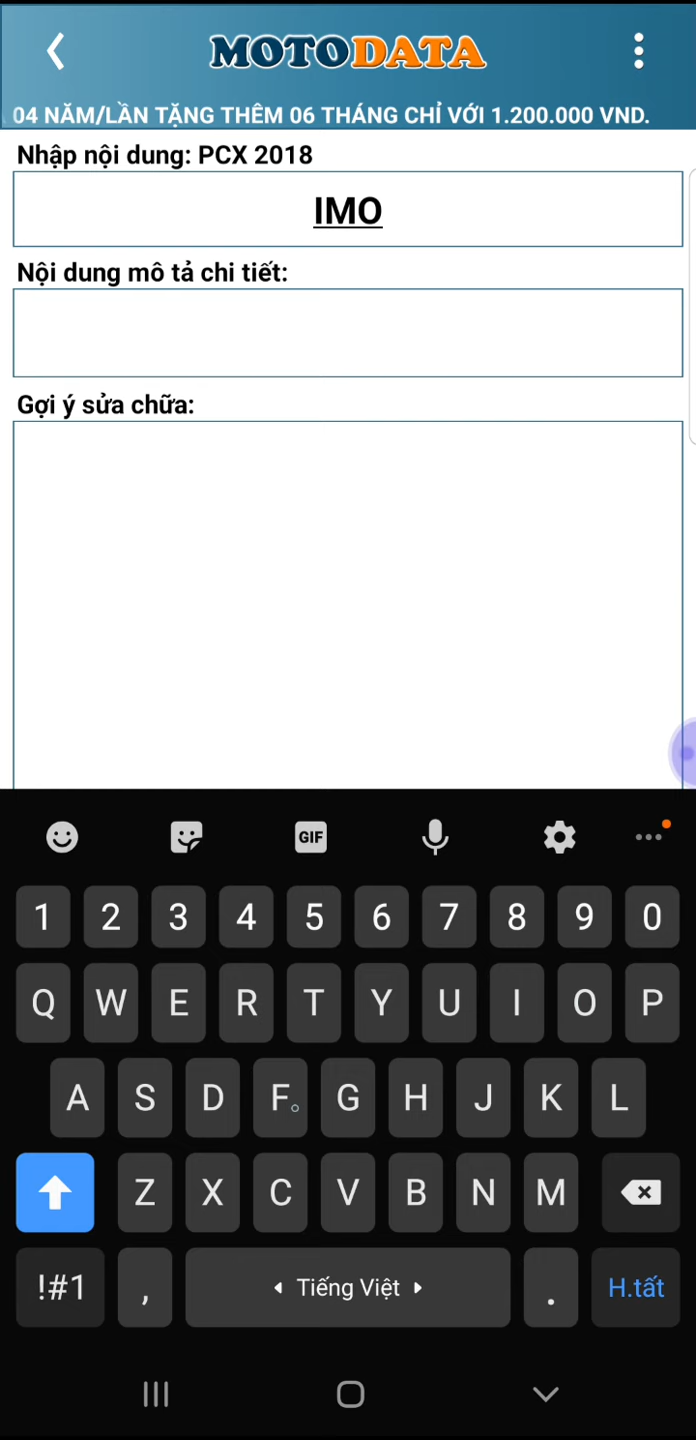 MOTODATA
04 NĂM/LẦN TẶNG THÊM 06 THÁNG CHỈ VỚI 1.200.000 VND.
Nhập nội dung: PCX 2018
IMO
Nội dung mô tả chi tiết:
Gợi ý sửa chữa:
GIF
1 2 3 4 5 6 7 8 9 0
Q W E R T Y U I O P
A S D F G H J K L
Z X C V B N M
!#1 , Tiếng Việt . H.tất